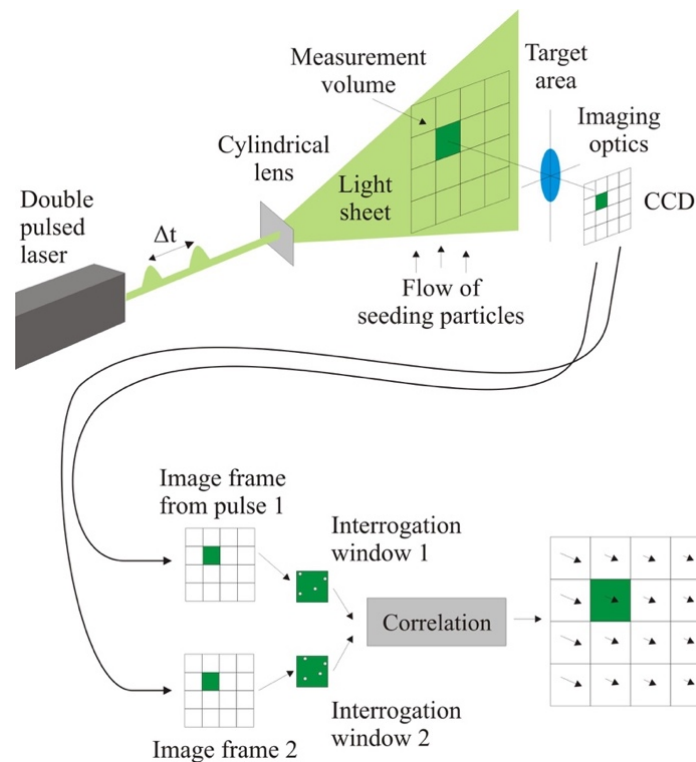 Measurement
volume
Target
area
Cylindrical
lens
Imaging
optics
Double
pulsed
laser
Δt
Light
sheet
CCD
Flow of
seeding particles
Image frame
from pulse 1
Interrogation
window 1
Correlation
Interrogation
window 2
Image frame 2